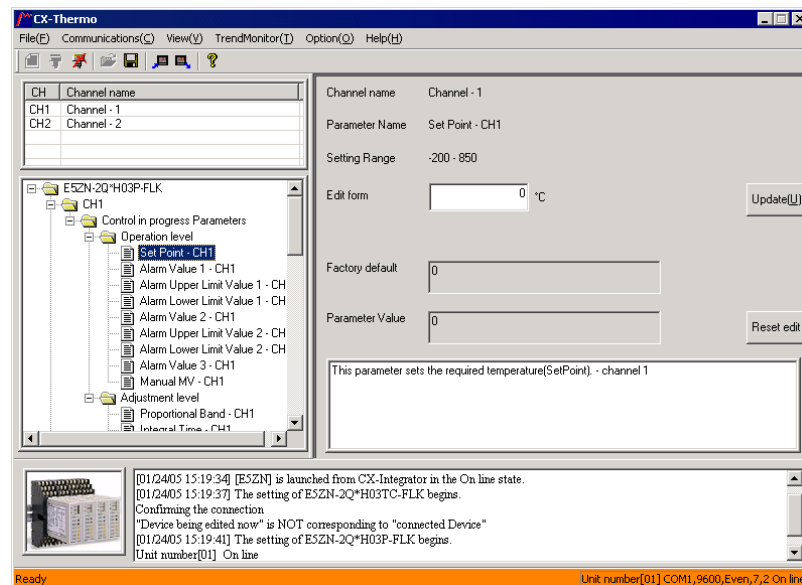 CX-Thermo
File(F) Communications(C) View(V) TrendMonitor(T) Option(O) Help(H)
CH Channel name
CH1 Channel - 1
CH2 Channel - 2
E5ZN-2Q*H03P-FLK
CH1
Control in progress Parameters
Operation level
Set Point - CH1
Alarm Value 1 - CH1
Alarm Upper Limit Value 1 - CH
Alarm Lower Limit Value 1 - CH
Alarm Value 2 - CH1
Alarm Upper Limit Value 2 - CH
Alarm Lower Limit Value 2 - CH
Alarm Value 3 - CH1
Manual MV - CH1
Adjustment level
Proportional Band - CH1
Integral Time - CH1
Channel name Channel - 1
Parameter Name Set Point - CH1
Setting Range -200 - 850
Edit form 0 °C Update(U)
Factory default 0
Parameter Value 0 Reset edit
This parameter sets the required temperature(SetPoint). - channel 1
[01/24/05 15:19:34] [E5ZN] is launched from CX-Integrator in the On line state.
[01/24/05 15:19:37] The setting of E5ZN-2Q*H03TC-FLK begins.
Confirming the connection
"Device being edited now" is NOT corresponding to "connected Device"
[01/24/05 15:19:41] The setting of E5ZN-2Q*H03P-FLK begins.
Unit number[01] On line
Ready Unit number[01] COM1,9600,Even,7,2 On line